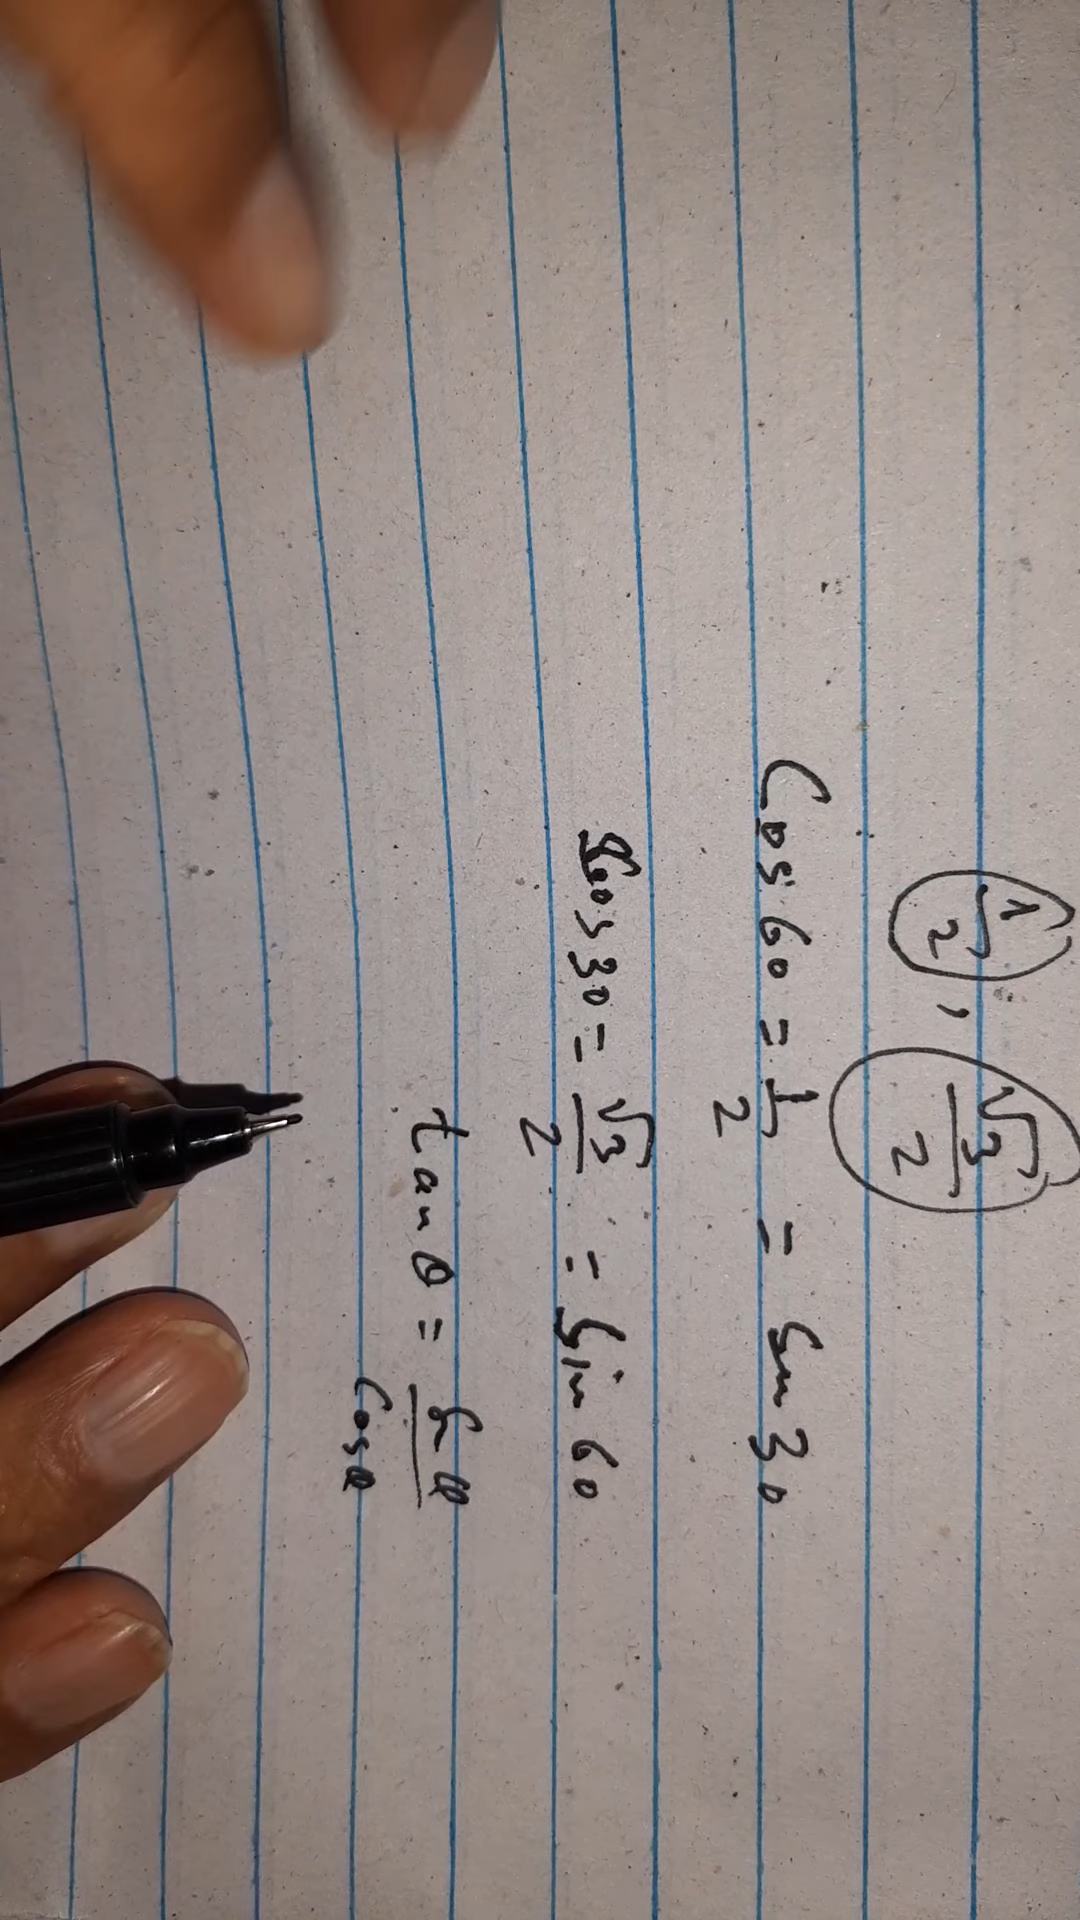 1/2 , √3/2
Cos 60 = 1/2 = Sin 30
Cos 30 = √3/2 = Sin 60
tan θ = Sin θ / Cos θ